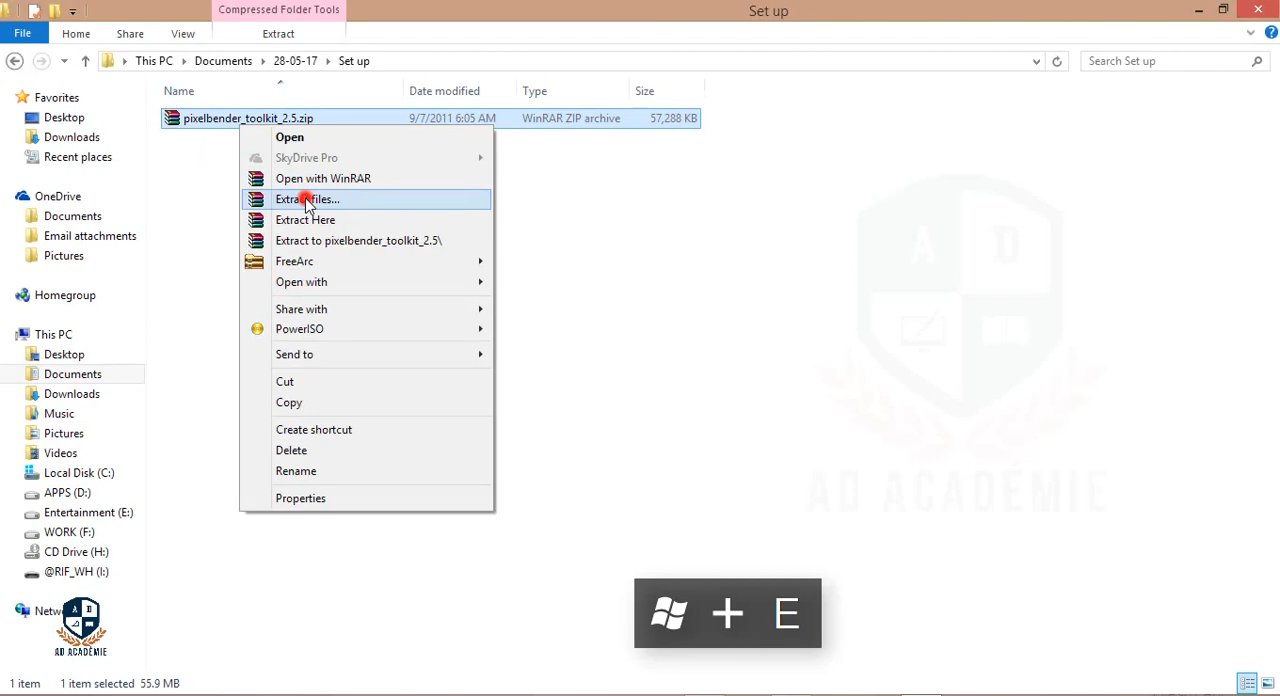 Compressed Folder Tools
Set up
File
Home
Share
View
Extract
This PC
Documents
28-05-17
Set up
Search Set up
Name
Date modified
Type
Size
pixelbender_toolkit_2.5.zip
9/7/2011 6:05 AM
WinRAR ZIP archive
57,288 KB
Open
SkyDrive Pro
Open with WinRAR
Extract files...
Extract Here
Extract to pixelbender_toolkit_2.5\
FreeArc
Open with
Share with
PowerISO
Send to
Cut
Copy
Create shortcut
Delete
Rename
Properties
Favorites
Desktop
Downloads
Recent places
OneDrive
Documents
Email attachments
Pictures
Homegroup
This PC
Desktop
Documents
Downloads
Music
Pictures
Videos
Local Disk (C:)
APPS (D:)
Entertainment (E:)
WORK (F:)
CD Drive (H:)
@RIF_WH (I:)
A D
AD ACADÉMIE
A D
AD ACADÉMIE
+ E
1 item
1 item selected 55.9 MB